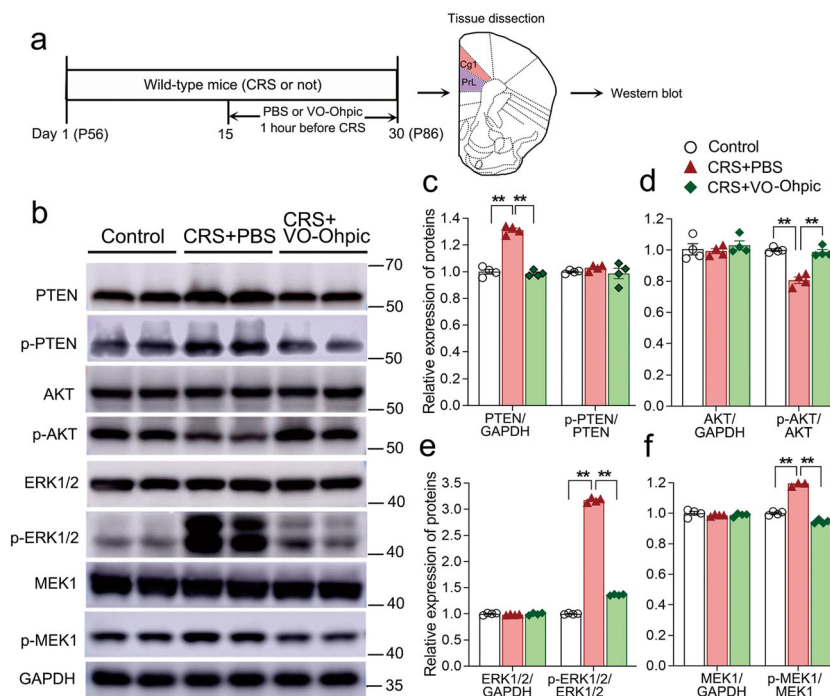 a
Wild-type mice (CRS or not)
PBS or VO-Ohpic
1 hour before CRS
Day 1 (P56)
15
30 (P86)
Tissue dissection
Cg1
PrL
Western blot
Control
CRS+PBS
CRS+VO-Ohpic
b
Control
CRS+PBS
CRS+
VO-Ohpic
70
PTEN
50
p-PTEN
50
AKT
50
p-AKT
50
ERK1/2
40
p-ERK1/2
40
MEK1
40
p-MEK1
40
GAPDH
35
c
Relative expression of proteins
1.4
1.2
1.0
0.8
0.6
0.4
0.2
0.0
**
**
PTEN/
GAPDH
p-PTEN/
PTEN
d
1.2
1.0
0.8
0.6
0.4
0.2
0.0
**
**
AKT/
GAPDH
p-AKT/
AKT
e
Relative expression of proteins
3.5
3.0
2.5
2.0
1.5
1.0
0.5
0.0
**
**
ERK1/2/
GAPDH
p-ERK1/2/
ERK1/2
f
1.2
1.0
0.8
0.6
0.4
0.2
0.0
**
**
MEK1/
GAPDH
p-MEK1/
MEK1